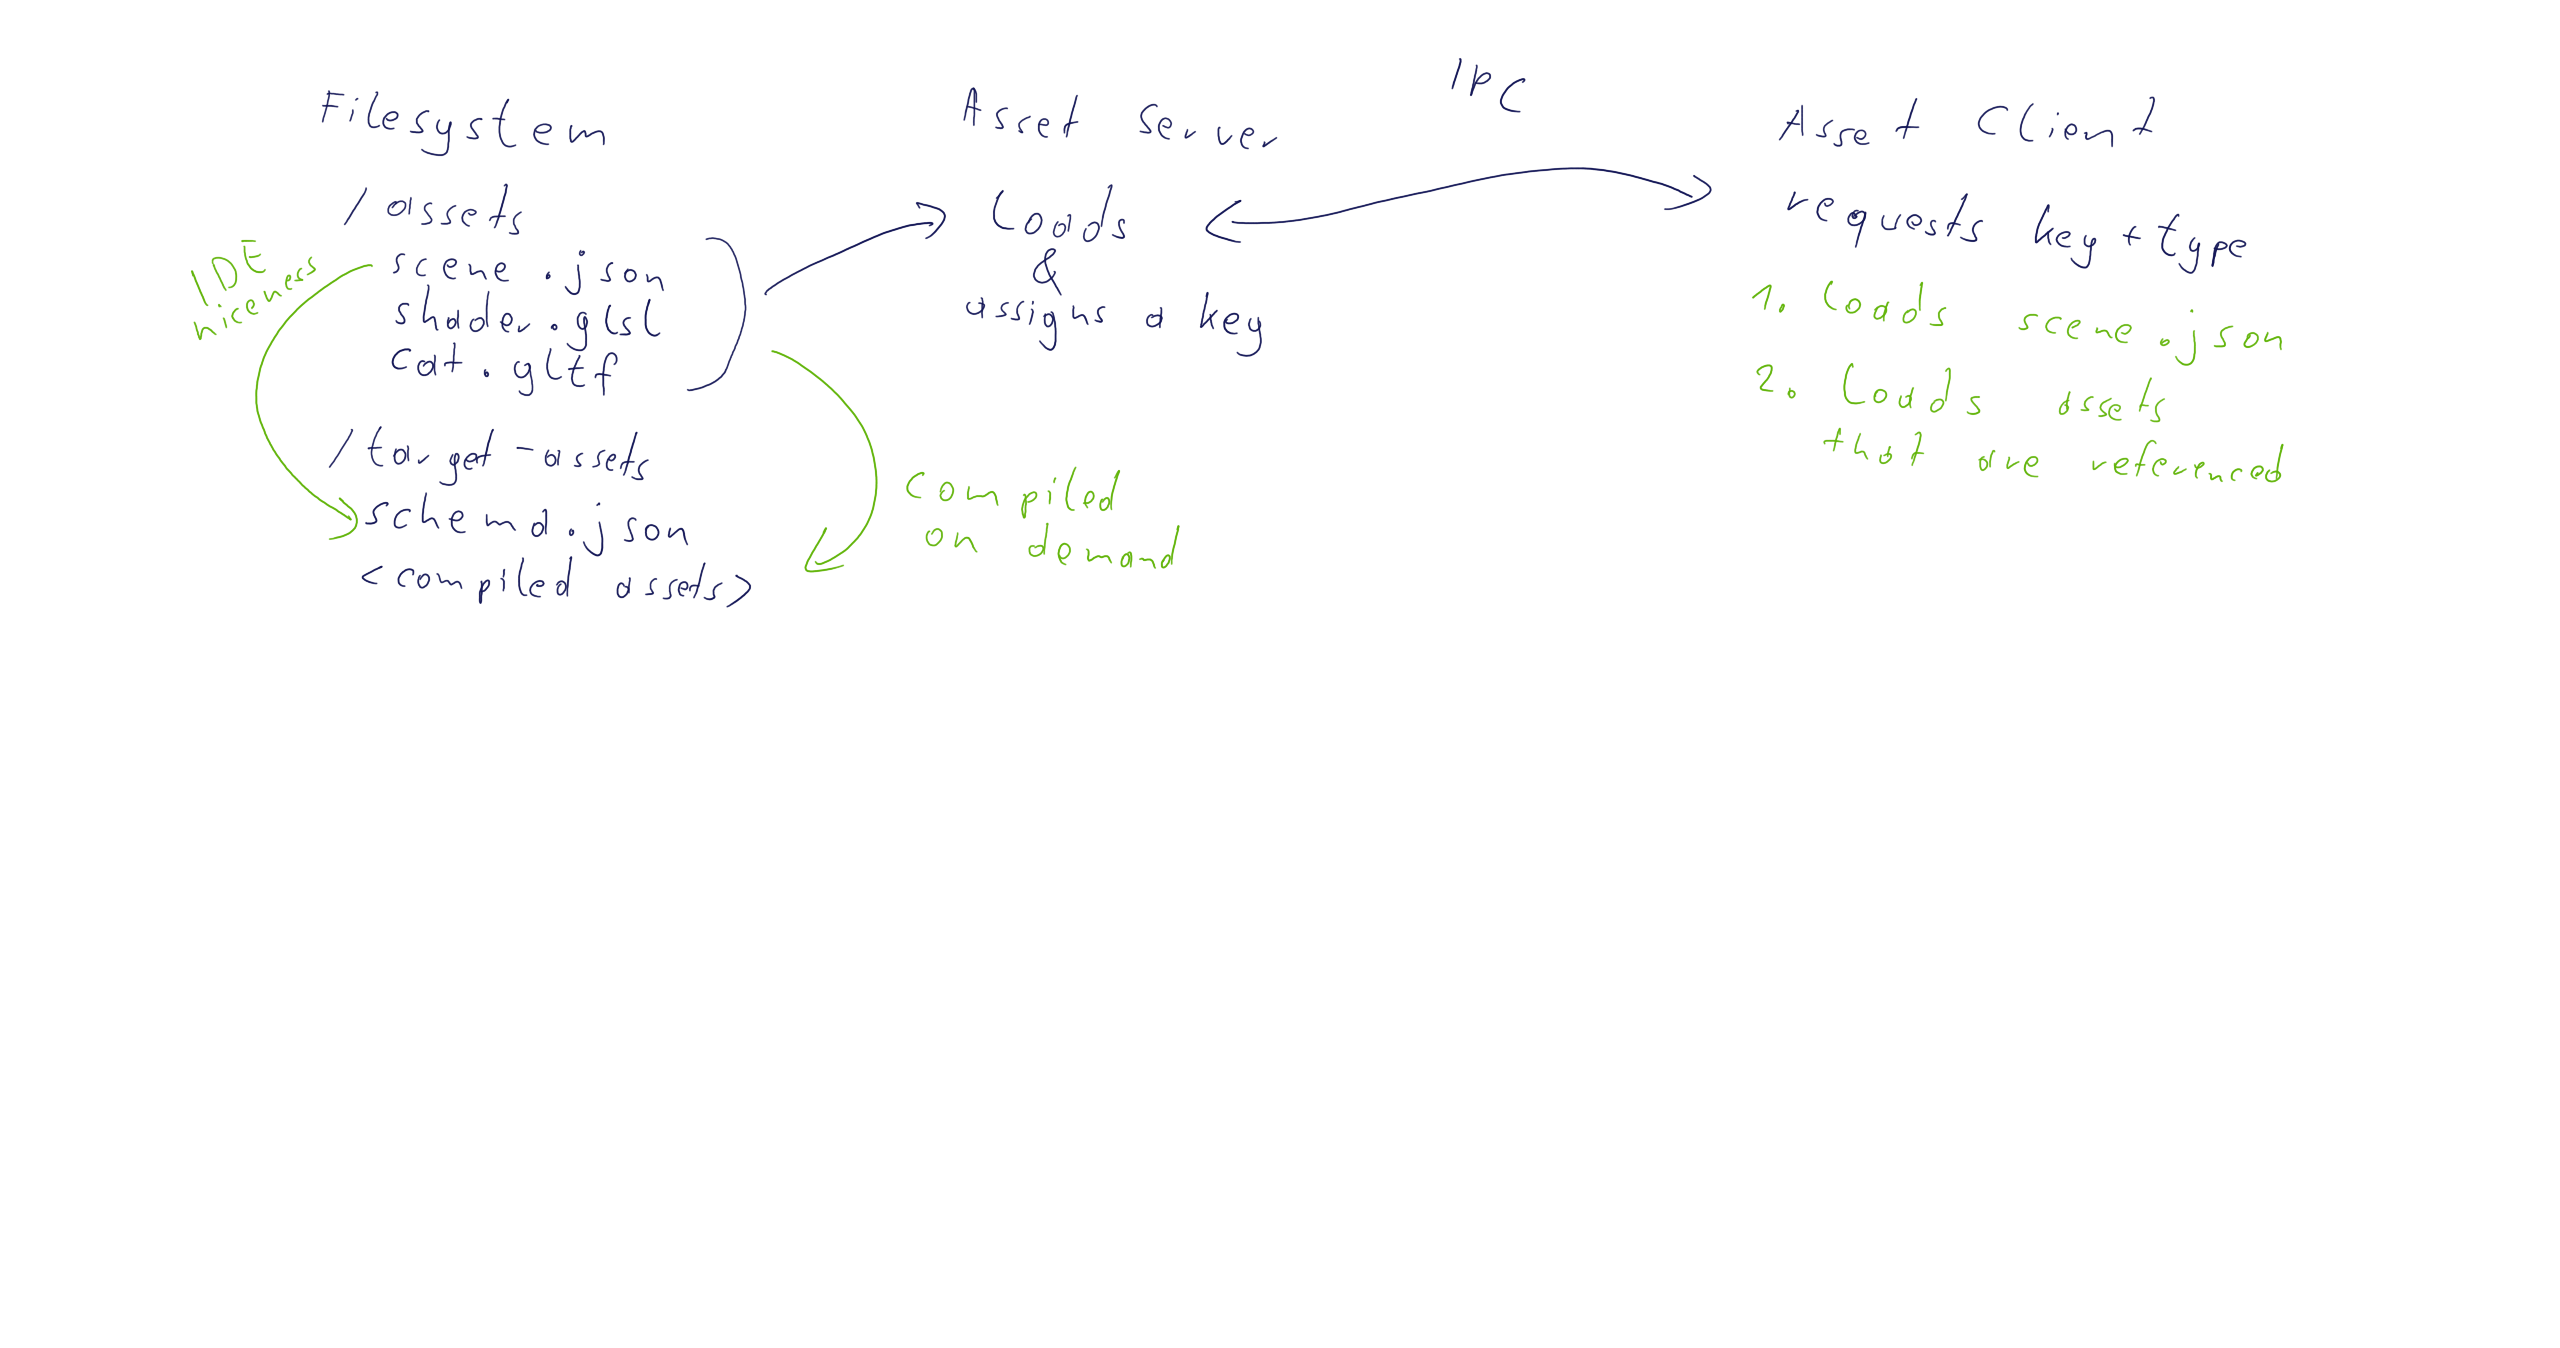 Filesystem
/assets
scene.json
shader.glsl
cat.gltf
/target-assets
schema.json
<compiled assets>
IDE
niceness
Asset Server
Loads
&
assigns a key
compiled
on demand
IPC
Asset Client
requests key + type
1. Loads scene.json
2. Loads assets
that are referenced